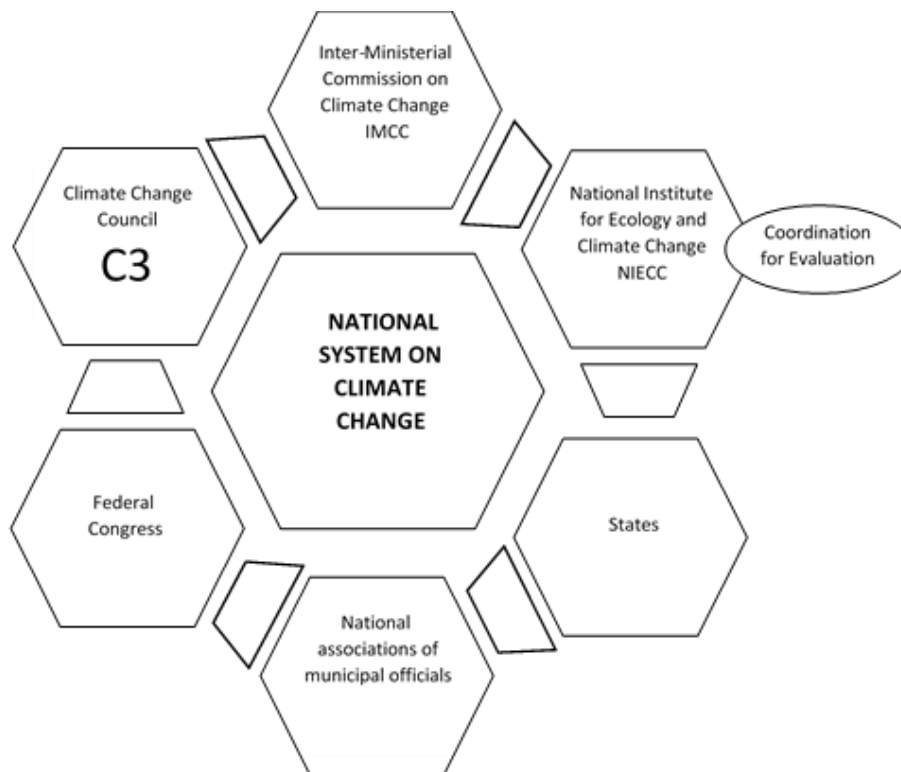 Inter-Ministerial
Commission on
Climate Change
IMCC
Climate Change
Council
C3
National Institute
for Ecology and
Climate Change
NIECC
Coordination
for Evaluation
NATIONAL
SYSTEM ON
CLIMATE
CHANGE
Federal
Congress
States
National
associations of
municipal officials